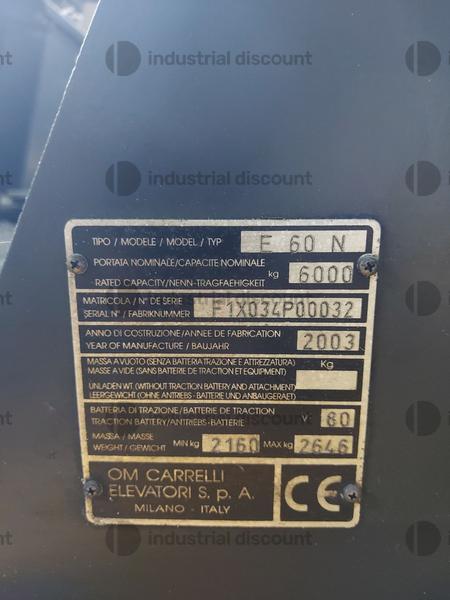 industrial discount
industrial discount
TIPO / MODELE / MODEL / TYP E 60 N
PORTATA NOMINALE/CAPACITE NOMINALE
RATED CAPACITY/NENN-TRAGFAEHIGKEIT kg 6000
MATRICOLA / N° DE SERIE
SERIAL N° / FABRIKNUMMER F1X034P00032
ANNO DI COSTRUZIONE/ANNEE DE FABRICATION
YEAR OF MANUFACTURE / BAUJAHR 2003
MASSA A VUOTO (SENZA BATTERIA TRAZIONE E ATTREZZATURA)
MASSE A VIDE (SANS BATTERIE DE TRACTION ET EQUIPMENT) Kg
UNLADEN WT. (WITHOUT TRACTION BATTERY AND ATTACHMENT)
LEERGEWICHT (OHNE ANTRIEBS - BATTERIE UND ANBAUGERAET)
BATTERIA DI TRAZIONE / BATTERIE DE TRACTION
TRACTION BATTERY/ANTRIEBS-BATTERIE V 80
MASSA / MASSE
WEIGHT / GEWICHT MIN kg 2160 MAX kg 2646
OM CARRELLI
ELEVATORI S. p. A.
MILANO - ITALY
CE
industrial discount